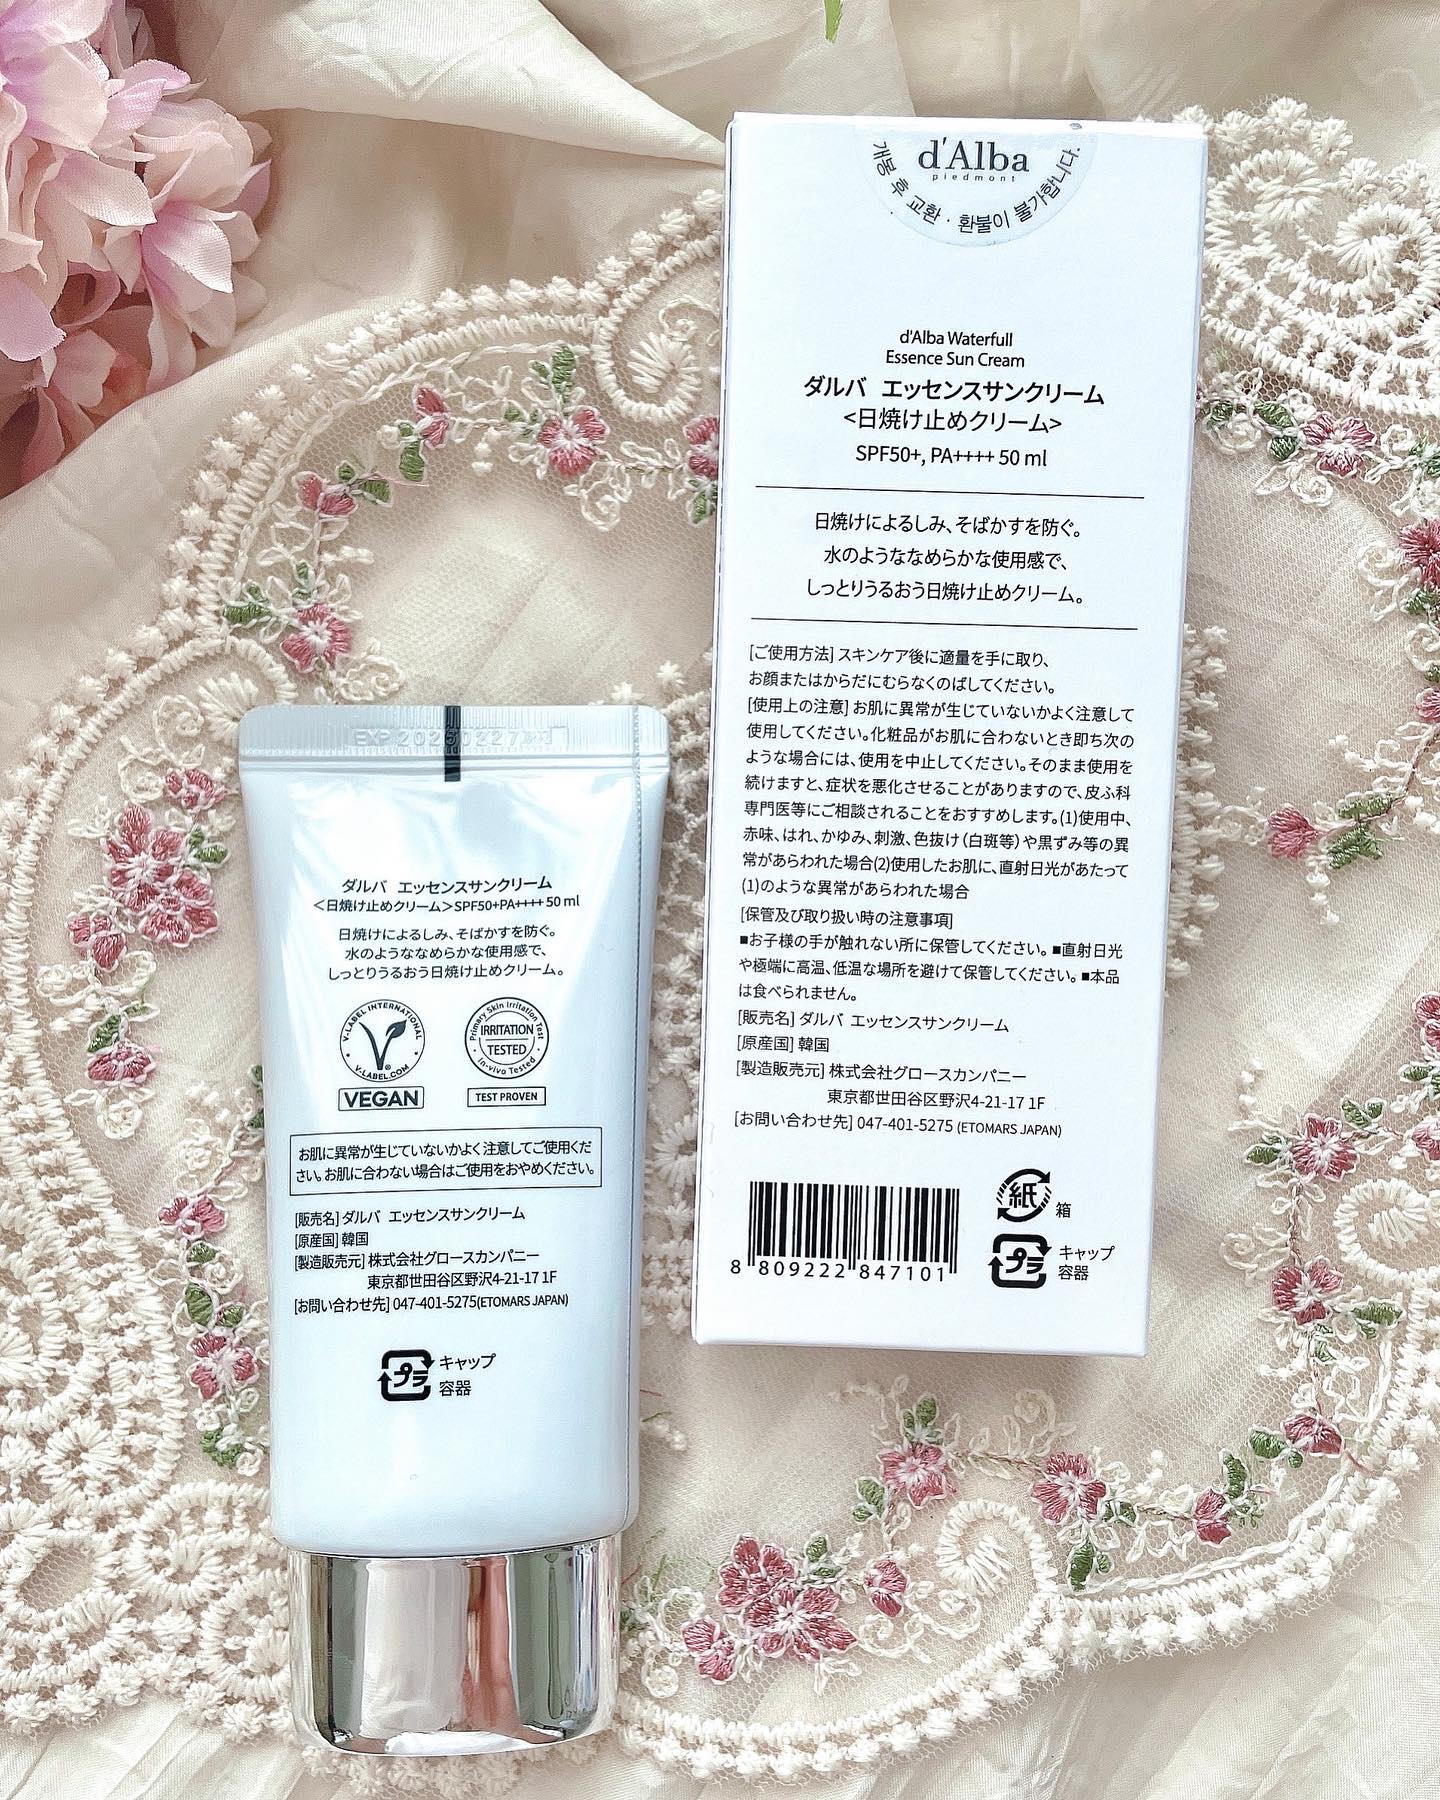 d'Alba
piedmont
개봉 후 교환·환불이 불가합니다.
d'Alba Waterfull
Essence Sun Cream
ダルバ エッセンスサンクリーム
<日焼け止めクリーム>
SPF50+, PA++++ 50 ml
日焼けによるしみ、そばかすを防ぐ。
水のようななめらかな使用感で、
しっとりうるおう日焼け止めクリーム。
[ご使用方法] スキンケア後に適量を手に取り、
お顔またはからだにむらなくのばしてください。
[使用上の注意] お肌に異常が生じていないかよく注意して
使用してください。化粧品がお肌に合わないとき即ち次の
ような場合には、使用を中止してください。そのまま使用を
続けますと、症状を悪化させることがありますので、皮ふ科
専門医等にご相談されることをおすすめします。(1)使用中、
赤味、はれ、かゆみ、刺激、色抜け(白斑等)や黒ずみ等の異
常があらわれた場合(2)使用したお肌に、直射日光があたって
(1)のような異常があらわれた場合
[保管及び取り扱い時の注意事項]
■お子様の手が触れない所に保管してください。■直射日光
や極端に高温、低温な場所を避けて保管してください。■本品
は食べられません。
[販売名] ダルバ エッセンスサンクリーム
[原産国] 韓国
[製造販売元] 株式会社グロースカンパニー
東京都世田谷区野沢4-21-17 1F
[お問い合わせ先] 047-401-5275 (ETOMARS JAPAN)
紙 箱
プラ キャップ
容器
8 809222 847101
EXP 20260227
ダルバ エッセンスサンクリーム
<日焼け止めクリーム>SPF50+PA++++ 50 ml
日焼けによるしみ、そばかすを防ぐ。
水のようななめらかな使用感で、
しっとりうるおう日焼け止めクリーム。
V-LABEL INTERNATIONAL
V-LABEL.COM
VEGAN
Primary Skin Irritation Test
IRRITATION
TESTED
in-vivo Tested
TEST PROVEN
お肌に異常が生じていないかよく注意してご使用くだ
さい。お肌に合わない場合はご使用をおやめください。
[販売名] ダルバ エッセンスサンクリーム
[原産国] 韓国
[製造販売元] 株式会社グロースカンパニー
東京都世田谷区野沢4-21-17 1F
[お問い合わせ先] 047-401-5275(ETOMARS JAPAN)
プラ キャップ
容器